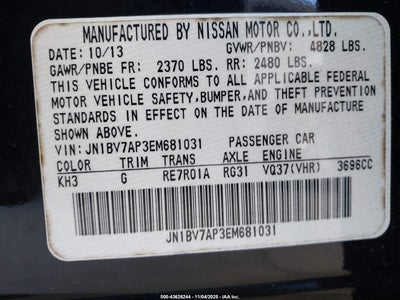 MANUFACTURED BY NISSAN MOTOR CO.,LTD.
DATE: 10/13 GVWR/PNBV: 4828 LBS.
GAWR/PNBE FR: 2370 LBS. RR: 2480 LBS.
THIS VEHICLE CONFORMS TO ALL APPLICABLE FEDERAL
MOTOR VEHICLE SAFETY, BUMPER, AND THEFT PREVENTION
STANDARDS IN EFFECT ON THE DATE OF MANUFACTURE
SHOWN ABOVE.
VIN: JN1BV7AP3EM681031 PASSENGER CAR
COLOR TRIM TRANS AXLE ENGINE
KH3 G RE7R01A RG31 VQ37(VHR) 3696CC
JN1BV7AP3EM681031
000-43626244 - 11/04/2025 - IAA Inc.